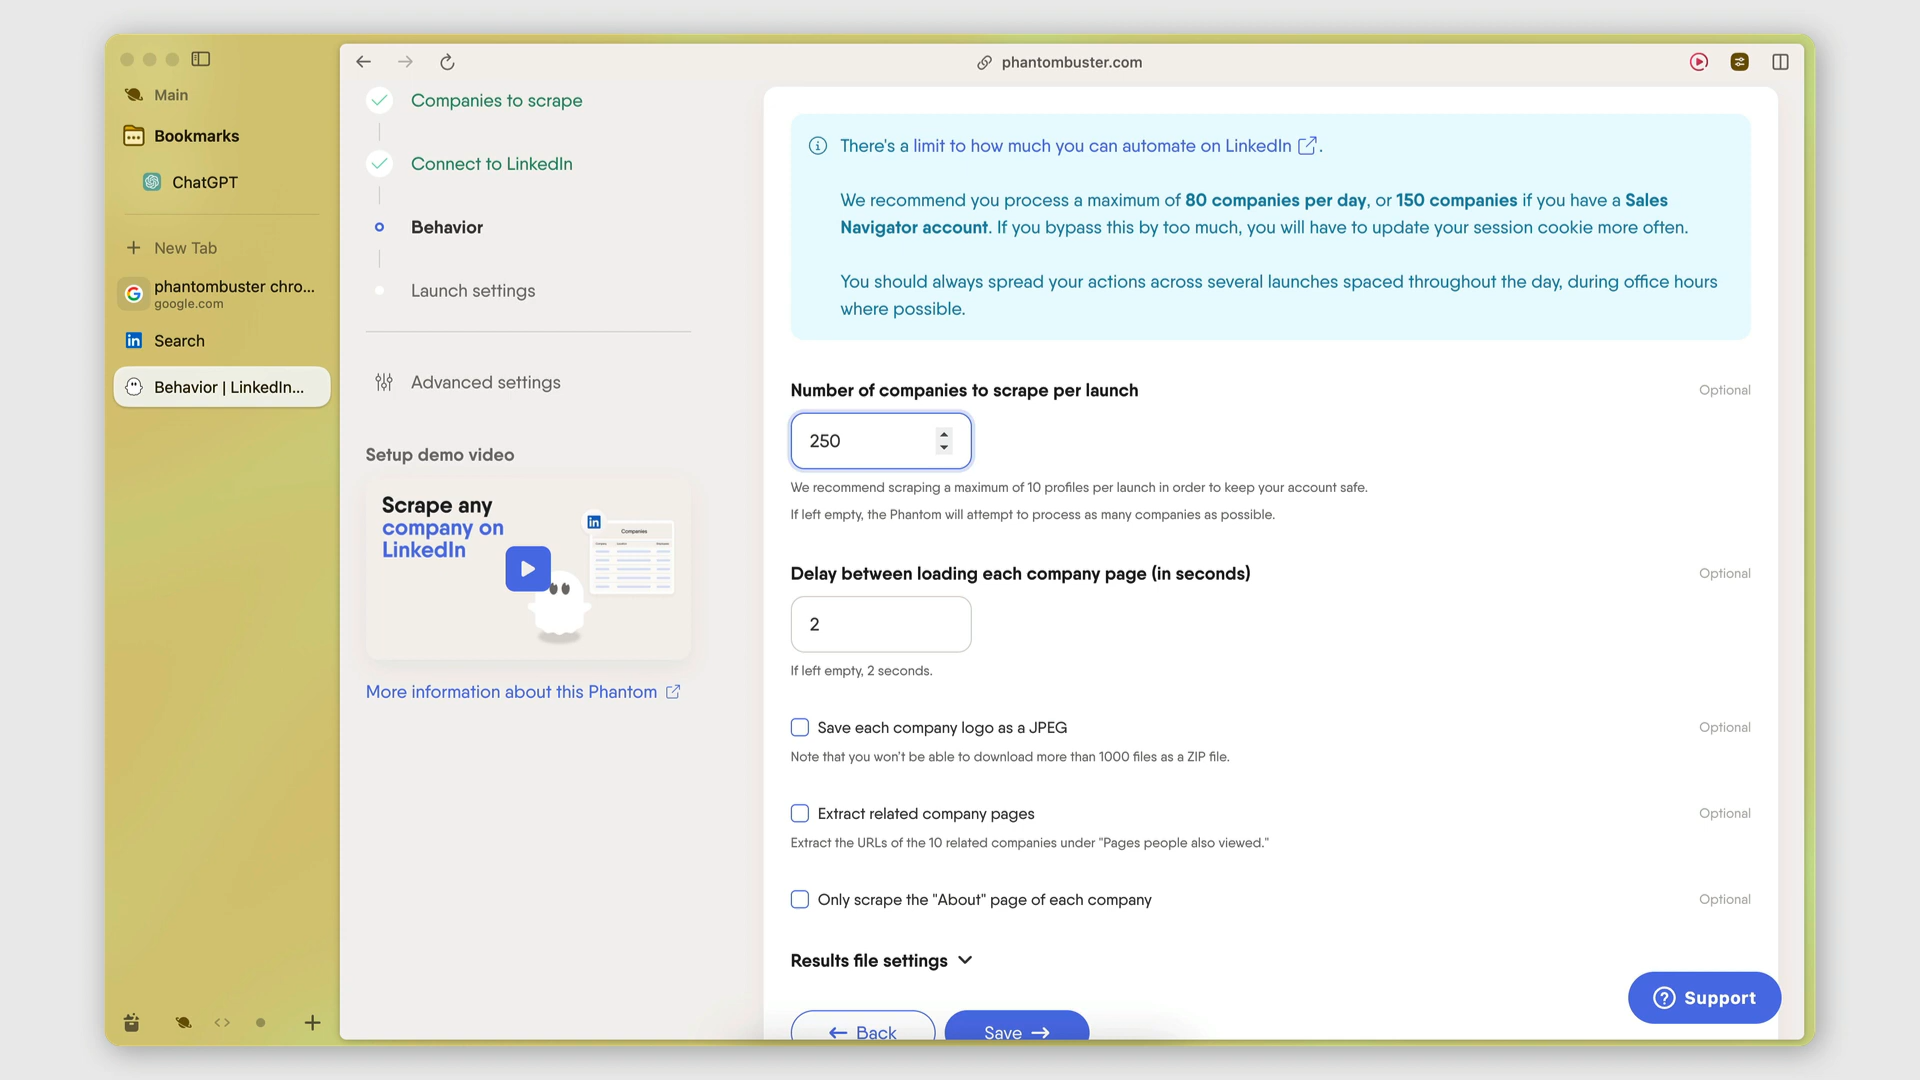 phantombuster.com
Main
Bookmarks
ChatGPT
New Tab
phantombuster chro...
google.com
Search
Behavior | LinkedIn...
Companies to scrape
Connect to LinkedIn
Behavior
Launch settings
Advanced settings
Setup demo video
Scrape any
company on
LinkedIn
in
Companies
More information about this Phantom
There's a limit to how much you can automate on LinkedIn .
We recommend you process a maximum of 80 companies per day, or 150 companies if you have a Sales
Navigator account. If you bypass this by too much, you will have to update your session cookie more often.
You should always spread your actions across several launches spaced throughout the day, during office hours
where possible.
Number of companies to scrape per launch Optional
250
We recommend scraping a maximum of 10 profiles per launch in order to keep your account safe.
If left empty, the Phantom will attempt to process as many companies as possible.
Delay between loading each company page (in seconds) Optional
2
If left empty, 2 seconds.
Save each company logo as a JPEG Optional
Note that you won't be able to download more than 1000 files as a ZIP file.
Extract related company pages Optional
Extract the URLs of the 10 related companies under "Pages people also viewed."
Only scrape the "About" page of each company Optional
Results file settings
Back Save
Support